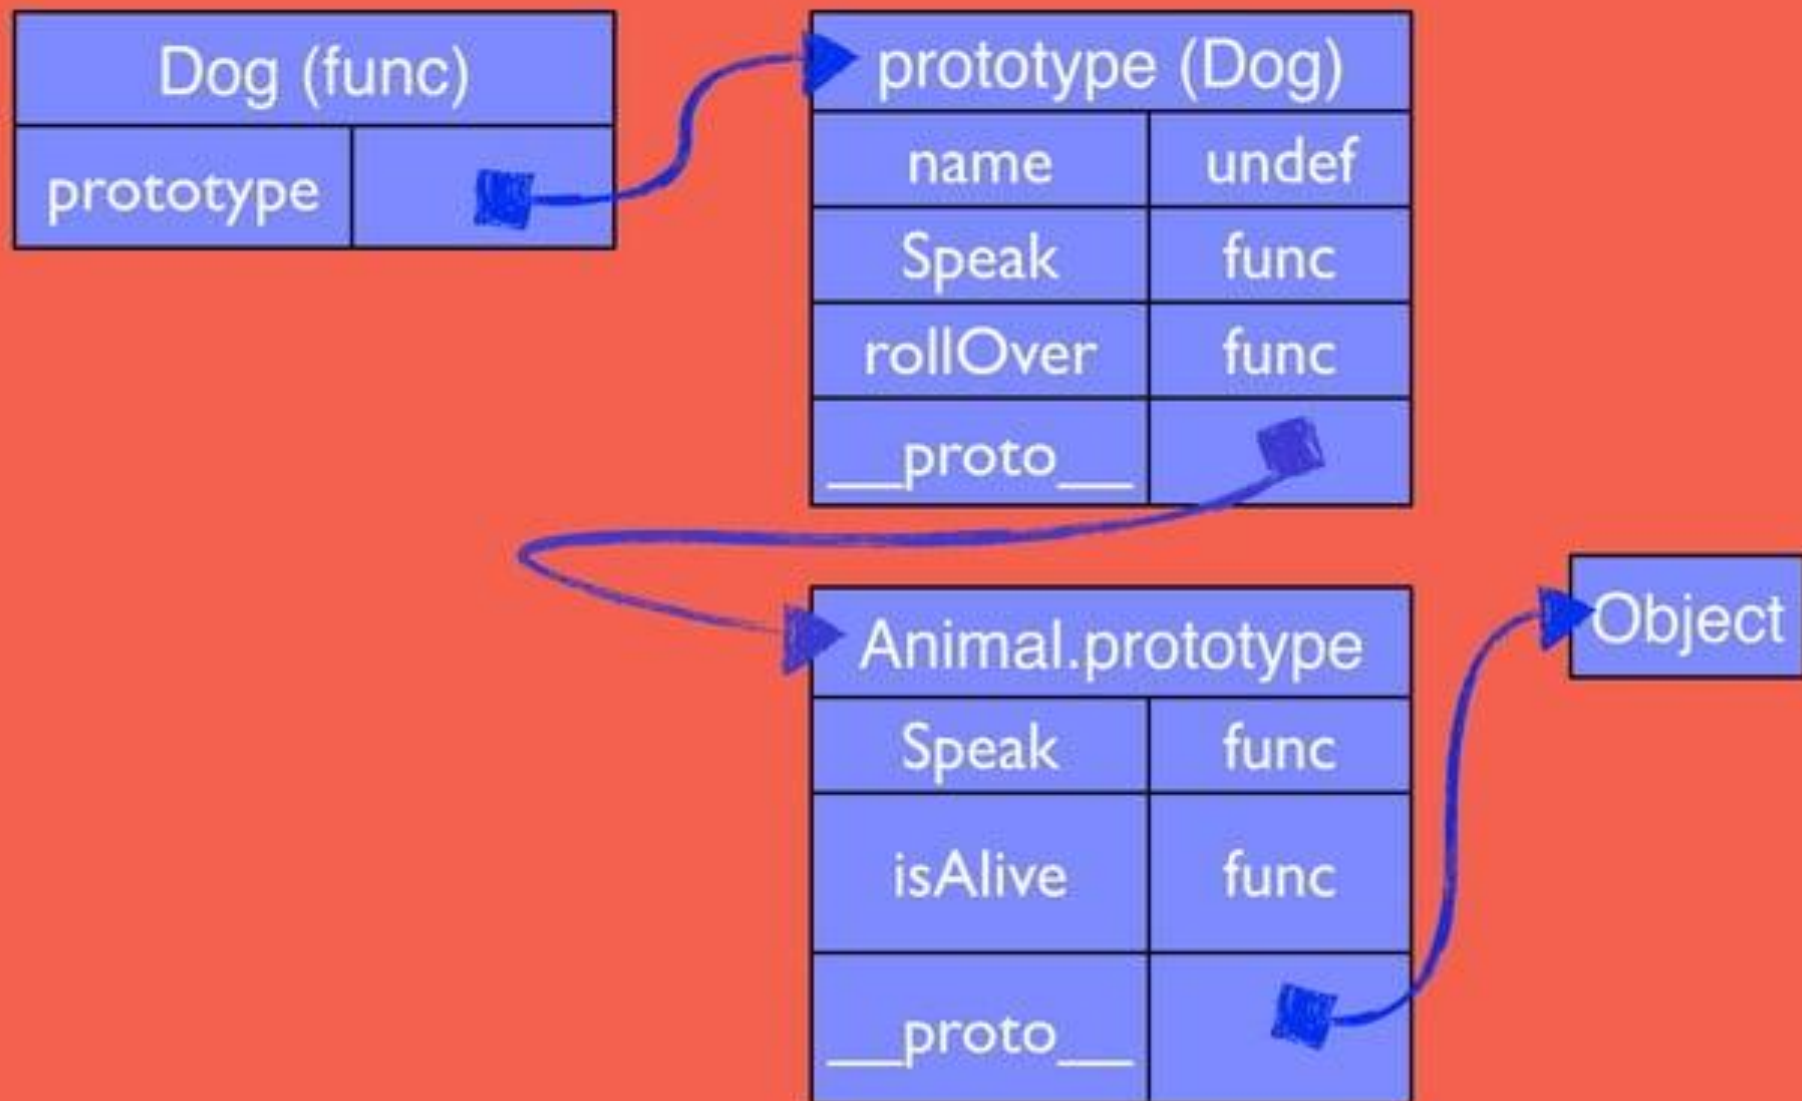 Dog (func)
prototype
prototype (Dog)
name undef
Speak func
rollOver func
__proto__
Animal.prototype
Speak func
isAlive func
__proto__
Object